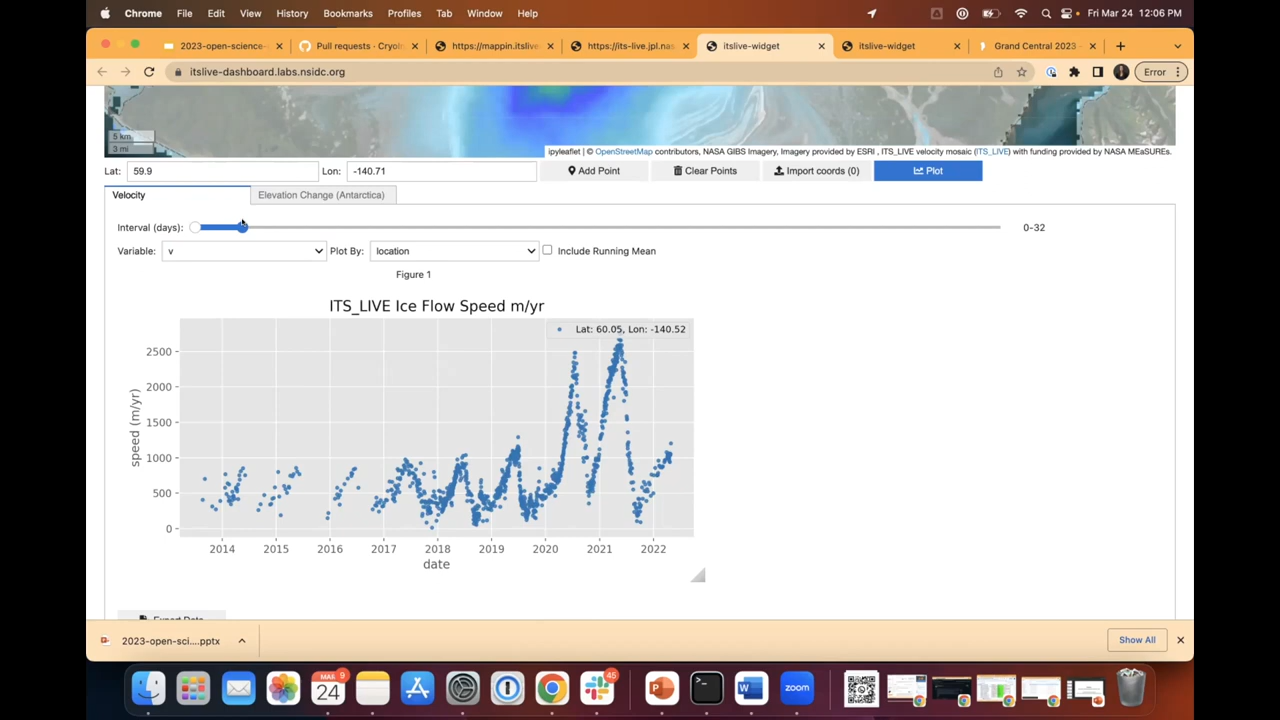 Chrome File Edit View History Bookmarks Profiles Tab Window Help Fri Mar 24 12:06 PM
2023-open-science- Pull requests · Cryol https://mappin.itslive https://its-live.jpl.nas itslive-widget itslive-widget Grand Central 2023 -
itslive-dashboard.labs.nsidc.org Error
5 km
3 mi
ipyleaflet | © OpenStreetMap contributors, NASA GIBS Imagery, Imagery provided by ESRI , ITS_LIVE velocity mosaic (ITS_LIVE) with funding provided by NASA MEaSUREs.
Lat: 59.9 Lon: -140.71 Add Point Clear Points Import coords (0) Plot
Velocity Elevation Change (Antarctica)
Interval (days): 0-32
Variable: v Plot By: location Include Running Mean
Figure 1
ITS_LIVE Ice Flow Speed m/yr
Lat: 60.05, Lon: -140.52
2500
2000
1500
1000
500
0
speed (m/yr)
2014 2015 2016 2017 2018 2019 2020 2021 2022
date
Export Data
2023-open-sci....pptx Show All
9 45
24
zoom